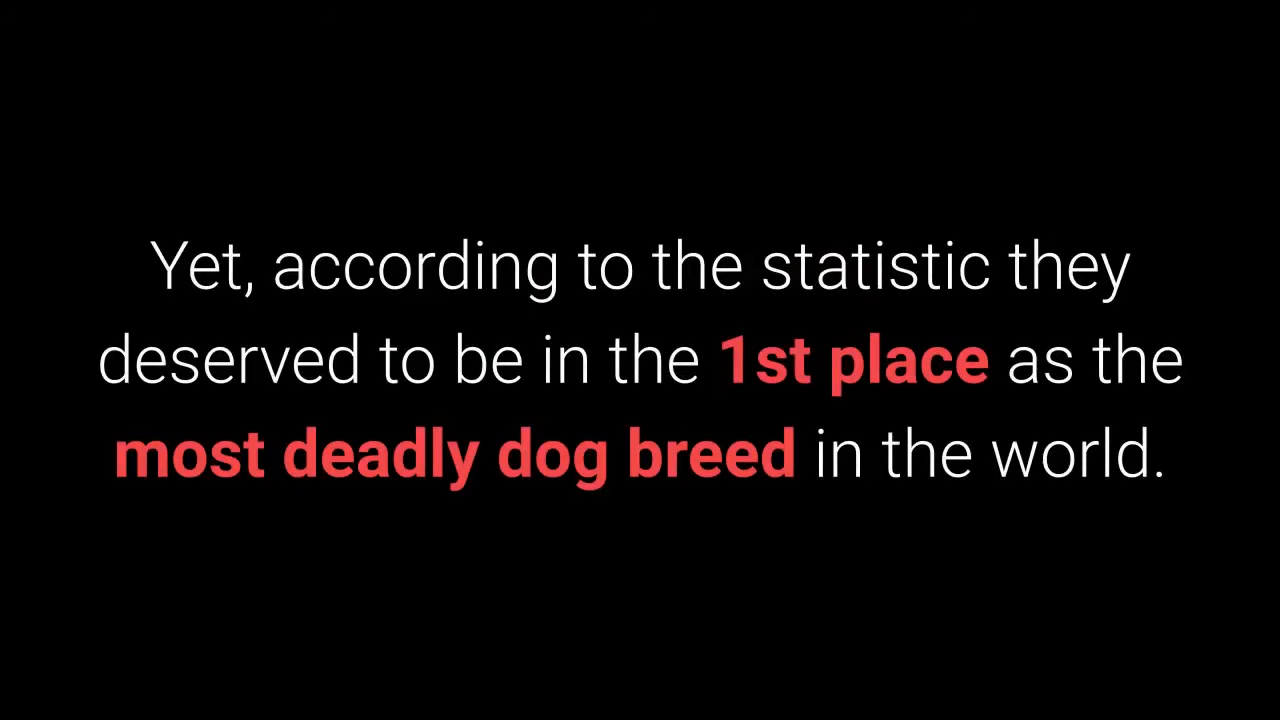 Yet, according to the statistic they
deserved to be in the 1st place as the
most deadly dog breed in the world.